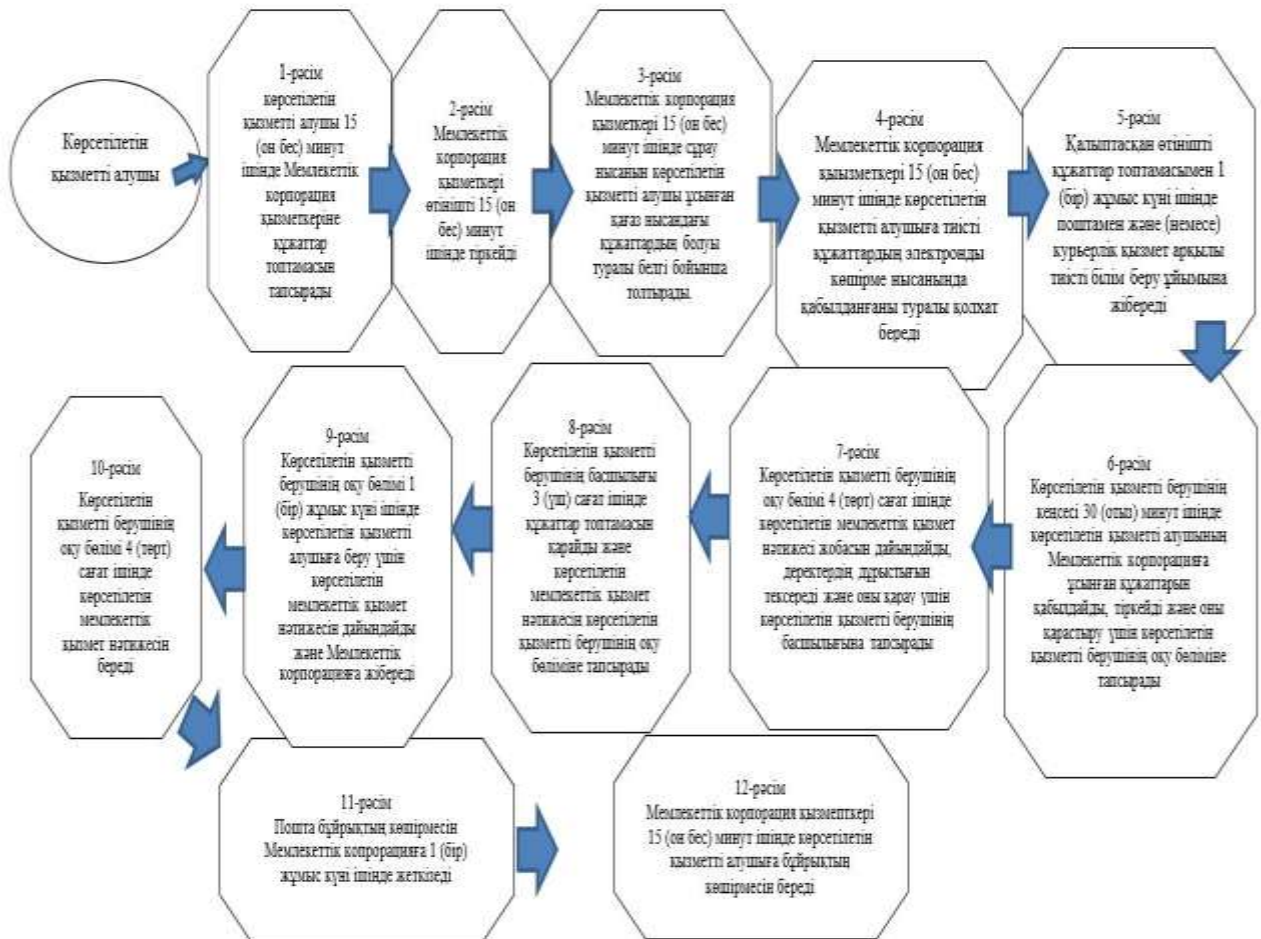 Көрсетілетін
қызметті алушы
1-рәсім
көрсетілетін
қызметті алушы 15
(он бес) минут
ішінде Мемлекеттік
корпорация
қызметкеріне
құжаттар
топтамасын
тапсырады
2-рәсім
Мемлекеттік
корпорация
қызметкері
өтінішті 15 (он
бес) минут
ішінде тіркейді
3-рәсім
Мемлекеттік корпорация
қызметкері 15 (он бес)
минут ішінде сұрау
нысанын көрсетілетін
қызметті алушы ұсынған
қағаз нысандағы
құжаттардың болуы
туралы белгі бойынша
толтырады.
4-рәсім
Мемлекеттік корпорация
қыызметкері 15 (он бес)
минут ішінде көрсетілетін
қызметті алушыға тиісті
құжаттардың электронды
көшірме нысанында
қабылданғаны туралы қолхат
береді
5-рәсім
Қалыптасқан өтінішті
құжаттар топтамасымен 1
(бір) жұмыс күні ішінде
поштамен және (немесе)
курьерлік қызмет арқылы
тиісті білім беру ұйымына
жібереді
6-рәсім
Көрсетілетін қызметті берушінің
кеңсесі 30 (отыз) минут ішінде
көрсетілетін қызметті алушының
Мемлекеттік корпорацияға
ұсынған құжаттарын
қабылдайды, тіркейді және оны
қарастыру үшін көрсетілетін
қызметті берушінің оқу бөліміне
тапсырады
7-рәсім
Көрсетілетін қызметті берушінің
оқу бөлімі 4 (төрт) сағат ішінде
көрсетілетін мемлекеттік қызмет
нәтижесі жобасын дайындайды,
деректердің дұрыстығын
тексереді және оны қарау үшін
көрсетілетін қызметті берушінің
басшылығына тапсырады
8-рәсім
Көрсетілетін қызметті
берушінің басшылығы
3 (үш) сағат ішінде
құжаттар топтамасын
қарайды және
көрсетілетін
мемлекеттік қызмет
нәтижесін көрсетілетін
қызметті берушінің оқу
бөліміне тапсырады
9-рәсім
Көрсетілетін қызметті
берушінің оқу бөлімі 1
(бір) жұмыс күні ішінде
көрсетілетін қызметті
алушыға беру үшін
көрсетілетін
мемлекеттік қызмет
нәтижесін дайындайды
және Мемлекеттік
корпорацияға жібереді
10-рәсім
Көрсетілетін
қызметті берушінің
оқу бөлімі 4 (төрт)
сағат ішінде
көрсетілетін
мемлекеттік
қызмет нәтижесін
береді
11-рәсім
Пошта бұйрықтың көшірмесін
Мемлекеттік копрорацияға 1 (бір)
жұмыс күні ішінде жеткізеді
12-рәсім
Мемлекеттік корпорация қызмепткері
15 (он бес) минут ішінде көрсетілетін
қызметті алушыға бұйрықтың
көшірмесін береді